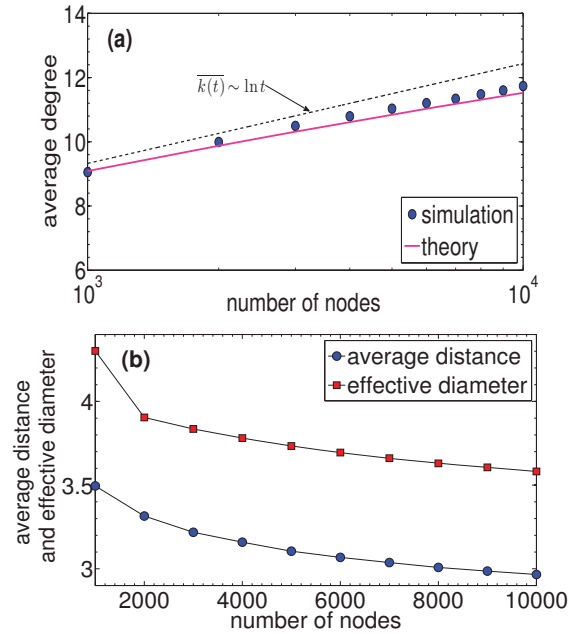 14
(a)
k(t) ~ ln t
12
10
8
6
average degree
simulation
theory
10^3
10^4
number of nodes
(b)
average distance
effective diameter
4
3.5
3
average distance
and effective diameter
2000 4000 6000 8000 10000
number of nodes